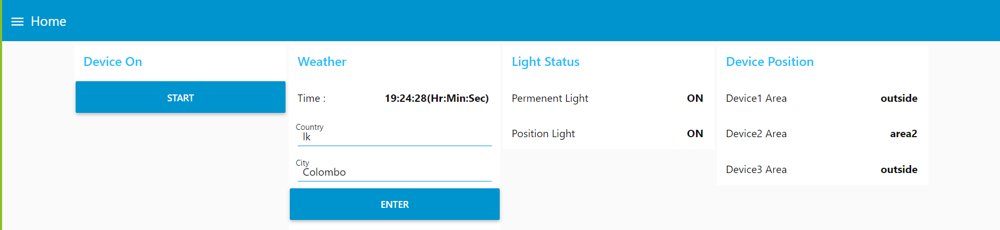 Home
Device On
START
Weather
Time : 19:24:28(Hr:Min:Sec)
Country
lk
City
Colombo
ENTER
Light Status
Permenent Light ON
Position Light ON
Device Position
Device1 Area outside
Device2 Area area2
Device3 Area outside